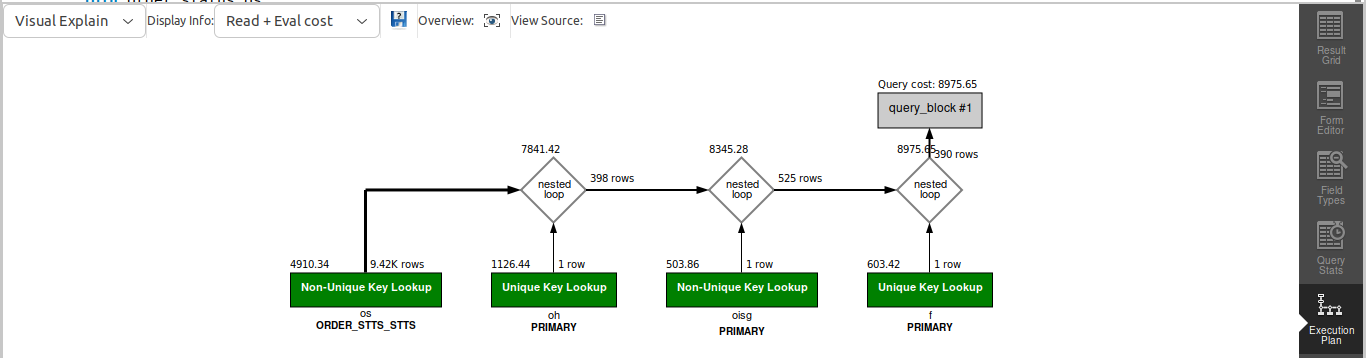 Visual Explain
Display Info:
Read + Eval cost
Overview:
View Source:
Query cost: 8975.65
query_block #1
7841.42
8345.28
8975.65
390 rows
nested
loop
398 rows
nested
loop
525 rows
nested
loop
4910.34
9.42K rows
1126.44
1 row
503.86
1 row
603.42
1 row
Non-Unique Key Lookup
Unique Key Lookup
Non-Unique Key Lookup
Unique Key Lookup
os
ORDER_STTS_STTS
oh
PRIMARY
oisg
PRIMARY
f
PRIMARY
Result
Grid
Form
Editor
Field
Types
Query
Stats
Execution
Plan